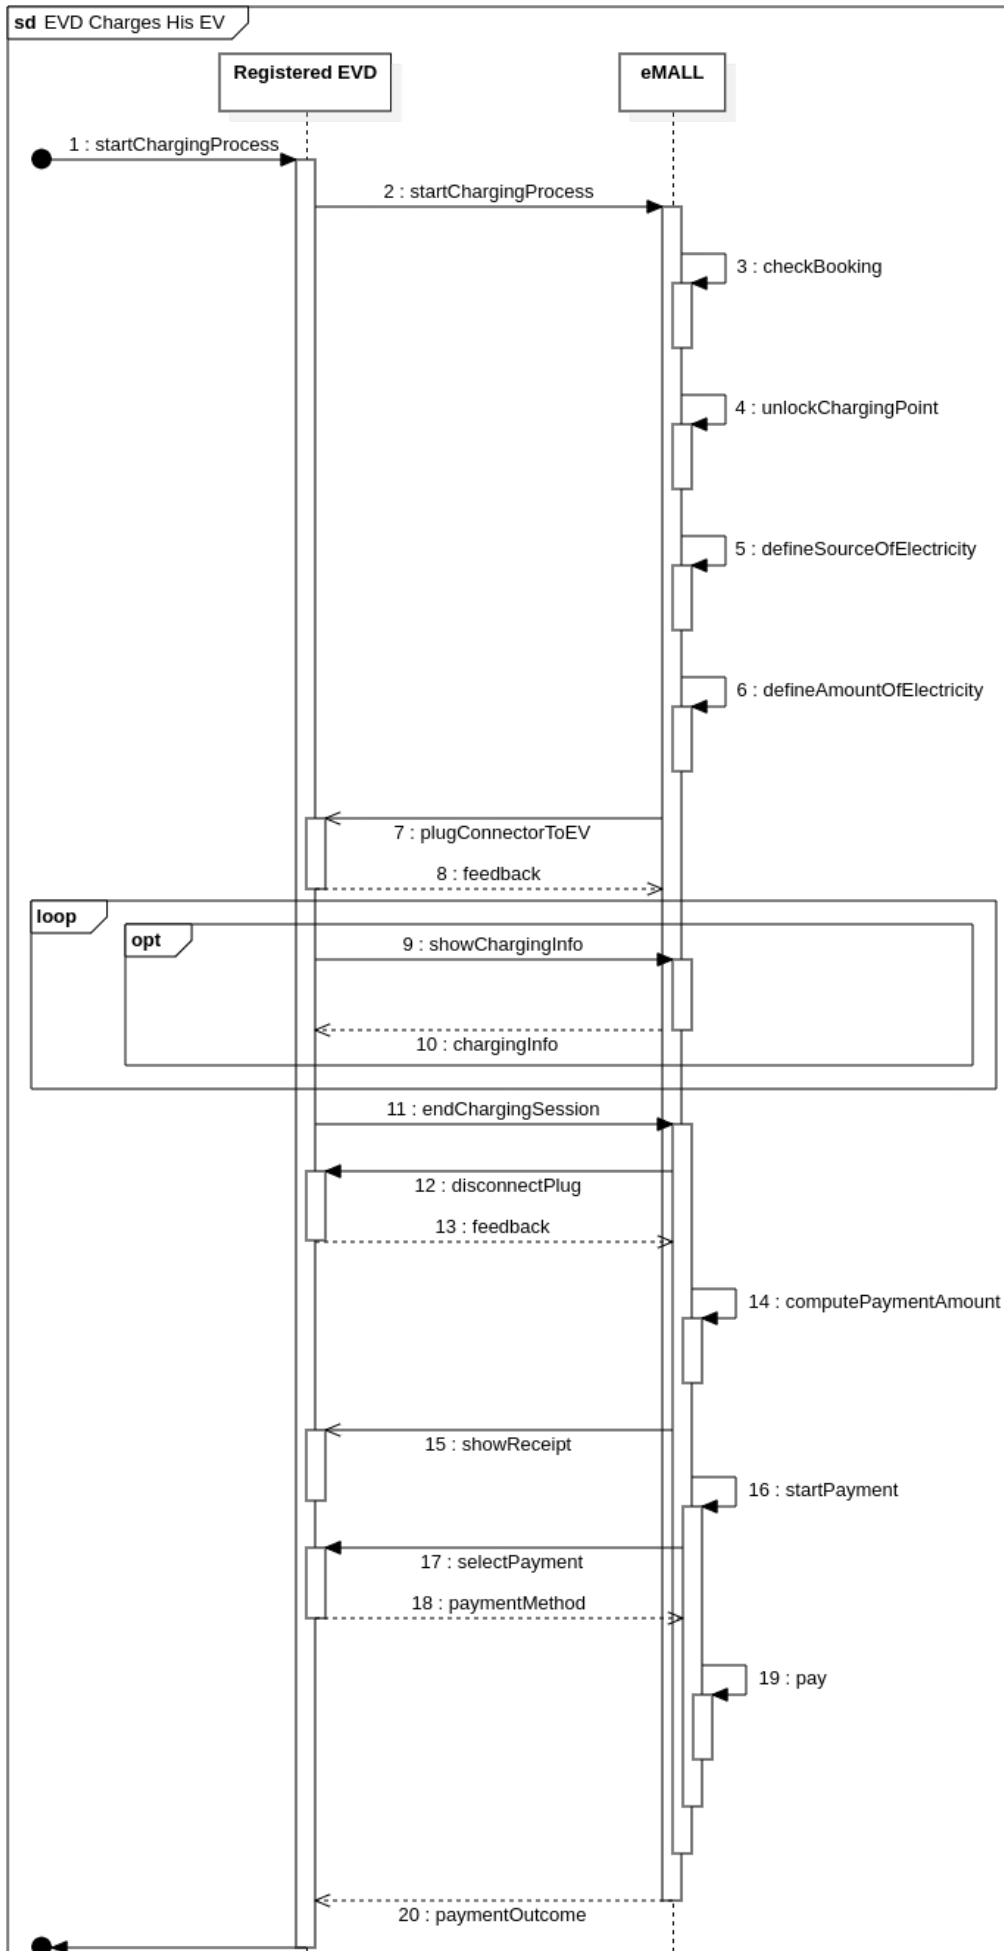 sd EVD Charges His EV
Registered EVD
eMALL
1 : startChargingProcess
2 : startChargingProcess
3 : checkBooking
4 : unlockChargingPoint
5 : defineSourceOfElectricity
6 : defineAmountOfElectricity
7 : plugConnectorToEV
8 : feedback
loop
opt
9 : showChargingInfo
10 : chargingInfo
11 : endChargingSession
12 : disconnectPlug
13 : feedback
14 : computePaymentAmount
15 : showReceipt
16 : startPayment
17 : selectPayment
18 : paymentMethod
19 : pay
20 : paymentOutcome